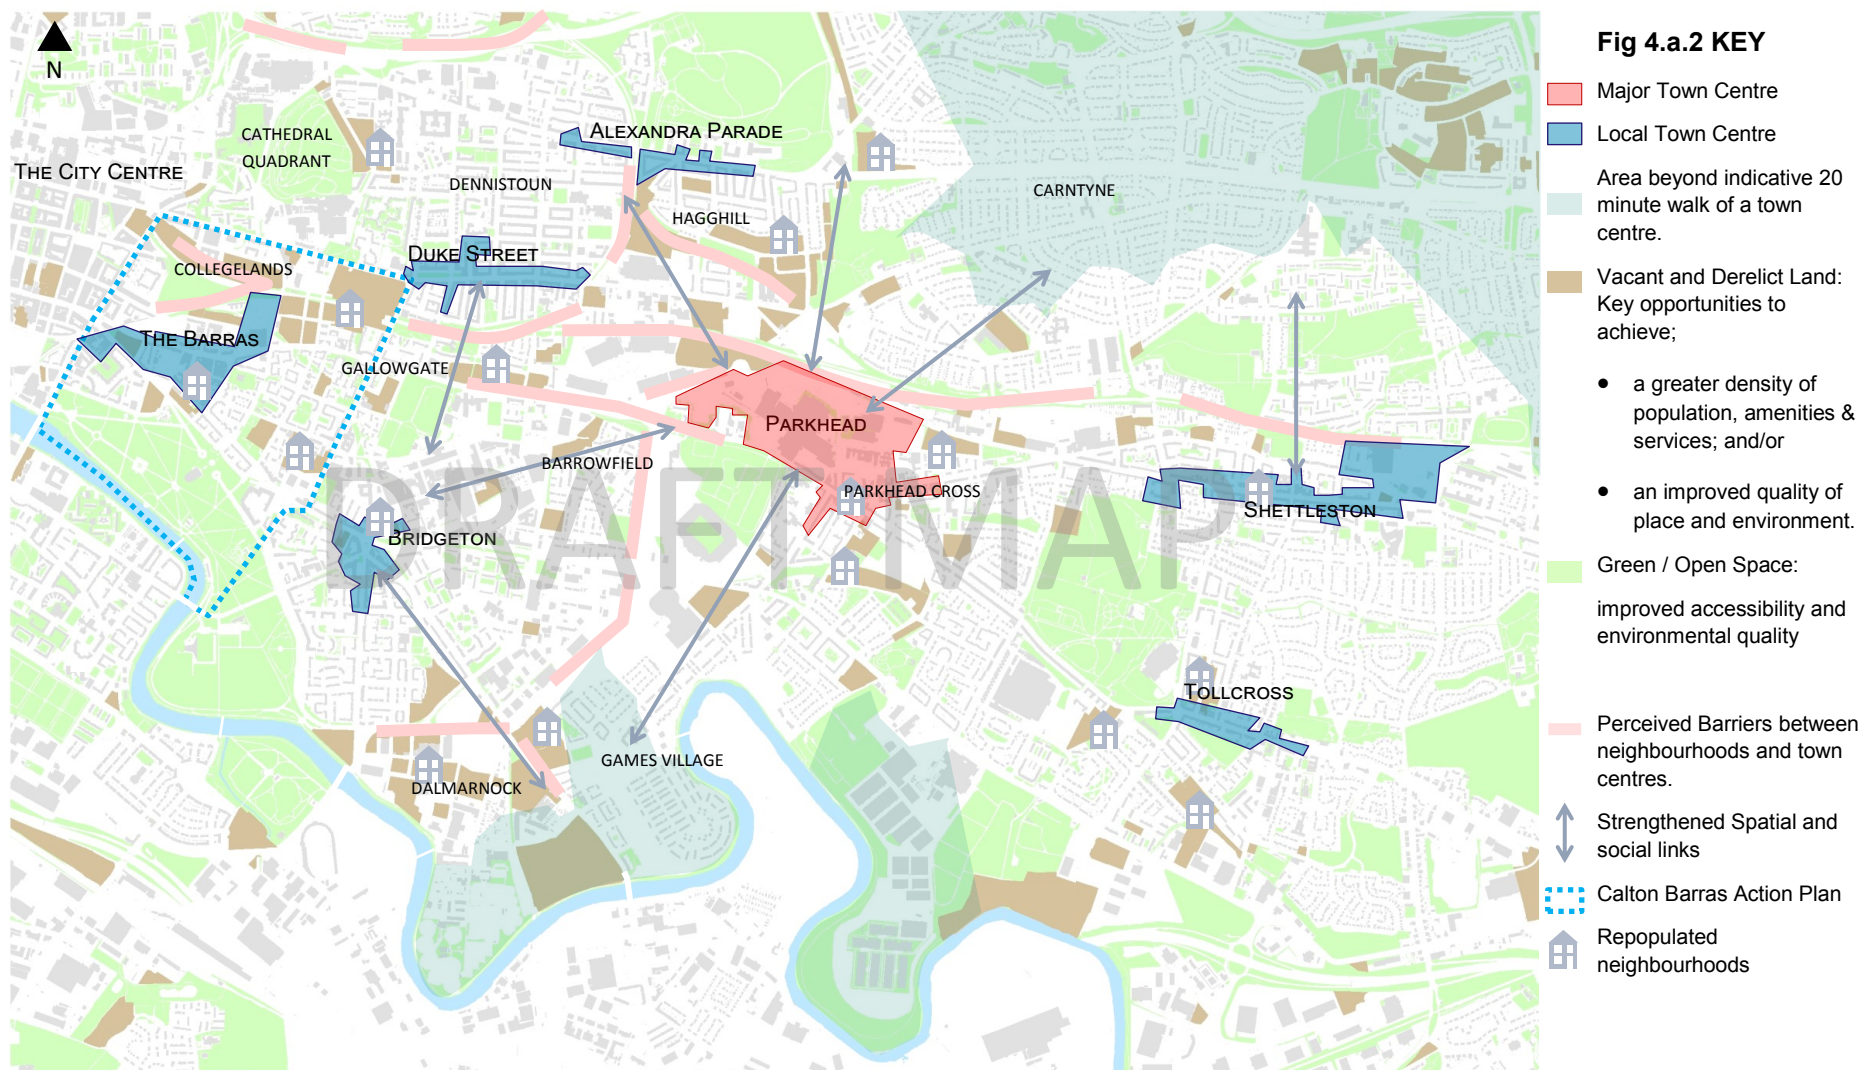 N
CATHEDRAL
QUADRANT
ALEXANDRA PARADE
THE CITY CENTRE
DENNISTOUN
CARNTYNE
HAGGHILL
DUKE STREET
COLLEGELANDS
THE BARRAS
GALLOWGATE
PARKHEAD
BARROWFIELD
PARKHEAD CROSS
SHETTLESTON
BRIDGETON
DRAFT MAP
TOLLCROSS
GAMES VILLAGE
DALMARNOCK
Fig 4.a.2 KEY
Major Town Centre
Local Town Centre
Area beyond indicative 20
minute walk of a town
centre.
Vacant and Derelict Land:
Key opportunities to
achieve;
• a greater density of
population, amenities &
services; and/or
• an improved quality of
place and environment.
Green / Open Space:
improved accessibility and
environmental quality
Perceived Barriers between
neighbourhoods and town
centres.
Strengthened Spatial and
social links
Calton Barras Action Plan
Repopulated
neighbourhoods